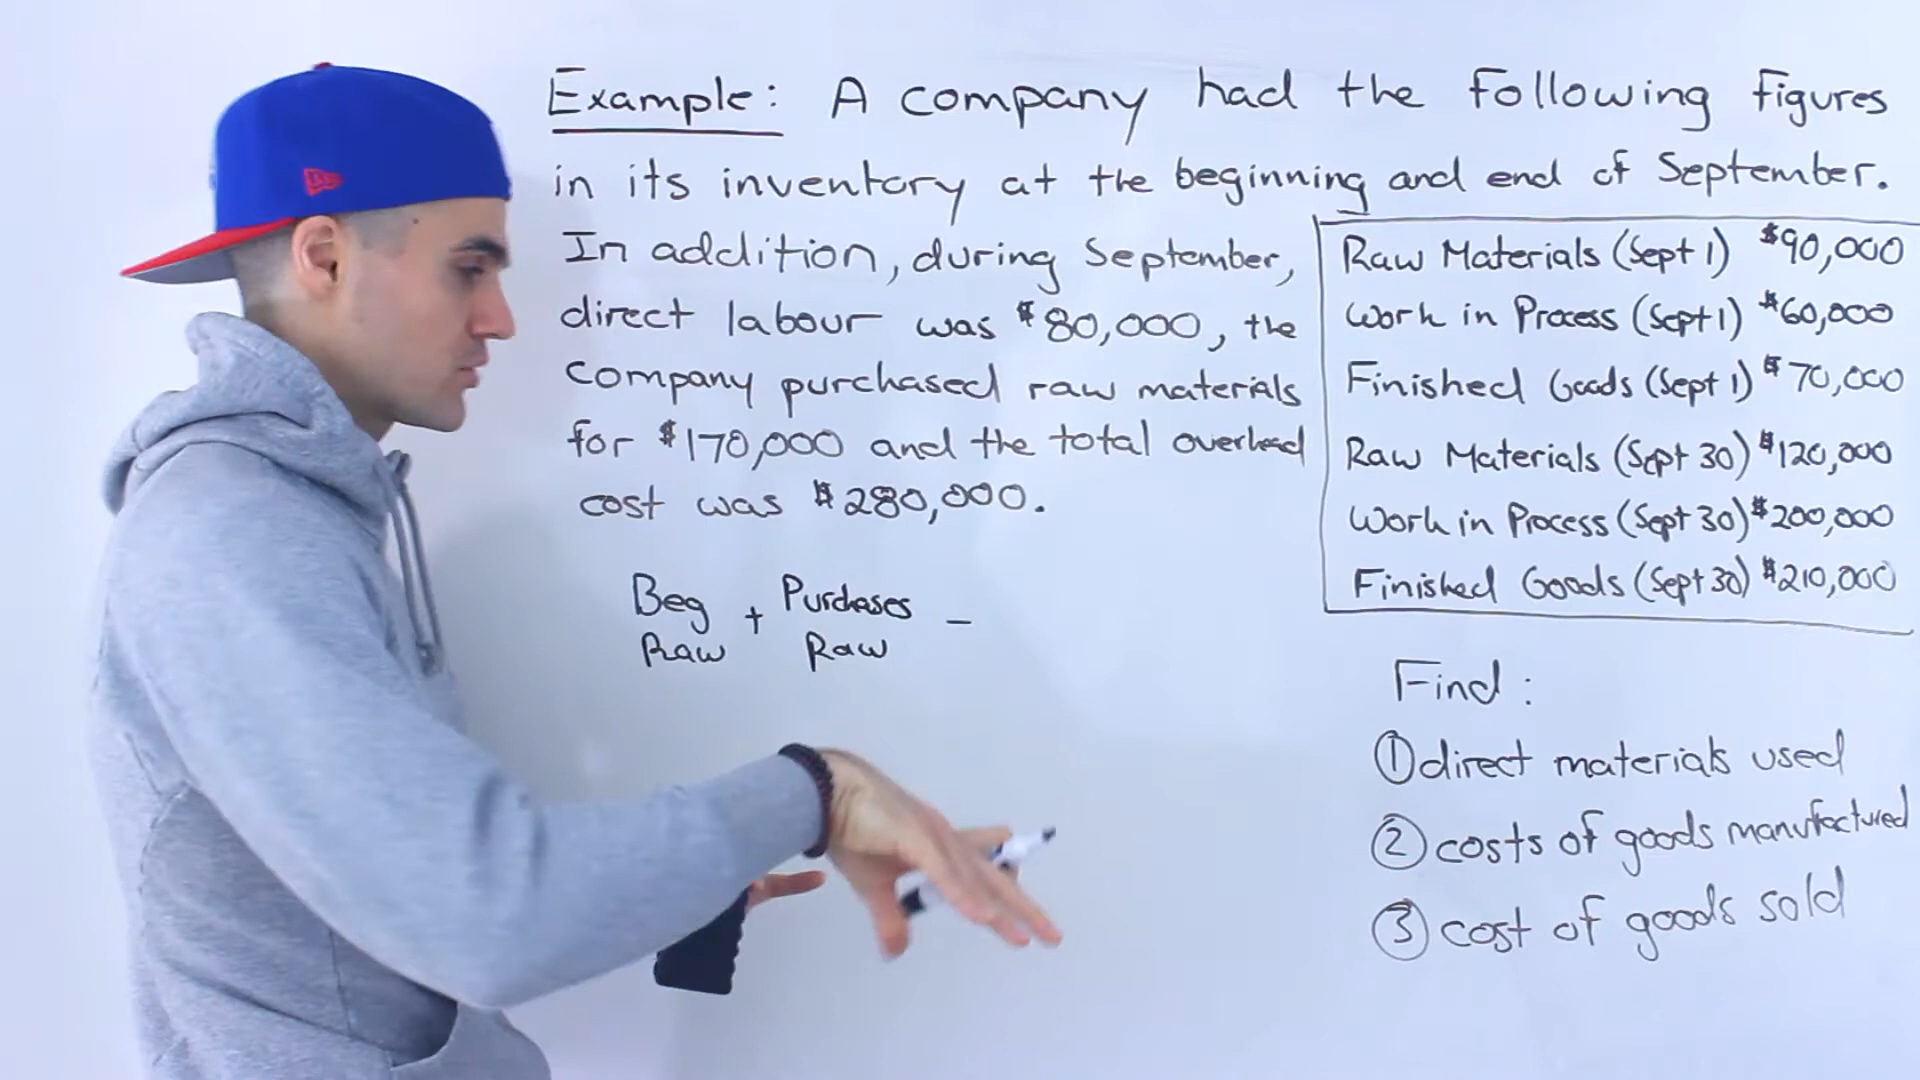 Example: A company had the following figures
in its inventory at the beginning and end of September.
In addition, during September,
direct labour was $80,000, the
company purchased raw materials
for $170,000 and the total overhead
cost was $280,000.
Raw Materials (Sept 1) $90,000
Work in Process (Sept 1) $60,000
Finished Goods (Sept 1) $70,000
Raw Materials (Sept 30) $120,000
Work in Process (Sept 30) $200,000
Finished Goods (Sept 30) $210,000
Beg + Purchases -
Raw Raw
Find:
① direct materials used
② costs of goods manufactured
③ cost of goods sold